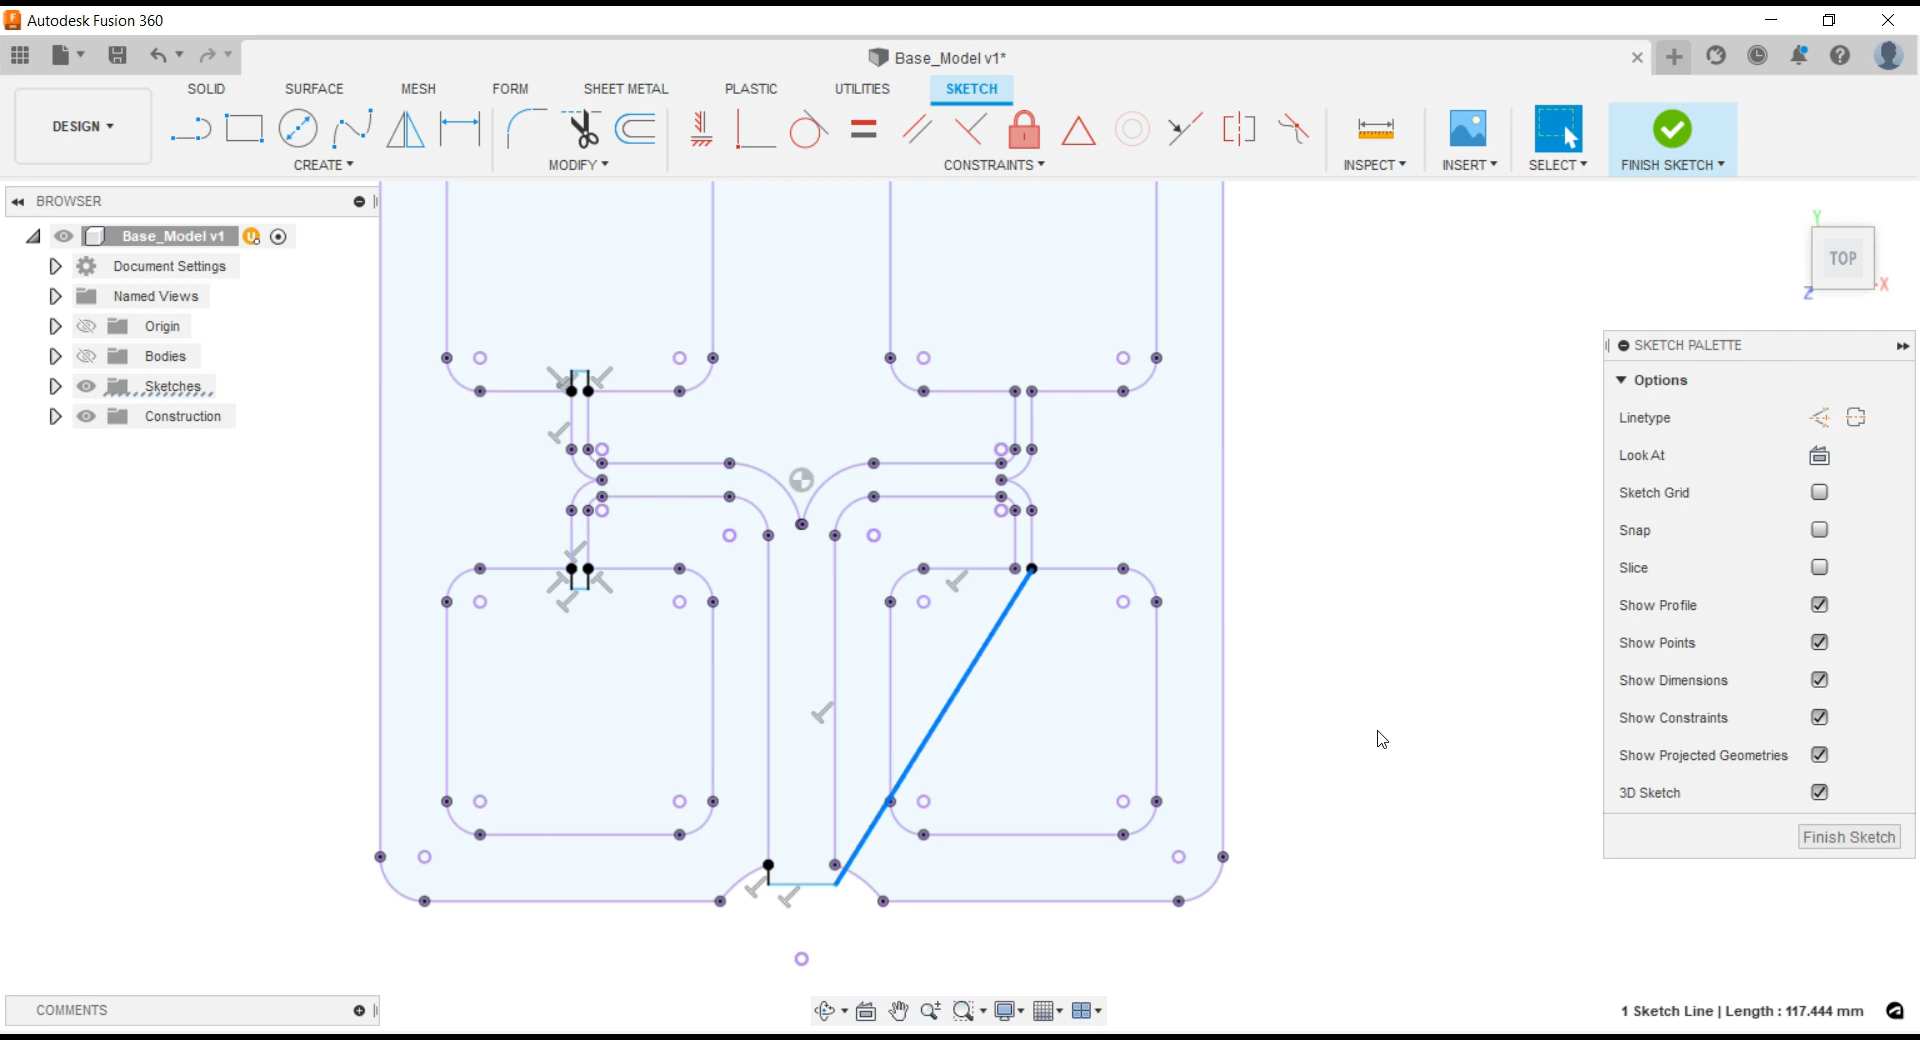 Autodesk Fusion 360
Base_Model v1*
SOLID SURFACE MESH FORM SHEET METAL PLASTIC UTILITIES SKETCH
DESIGN
CREATE MODIFY CONSTRAINTS INSPECT INSERT SELECT FINISH SKETCH
BROWSER
Base_Model v1
Document Settings
Named Views
Origin
Bodies
Sketches
Construction
Y
TOP
X
Z
SKETCH PALETTE
Options
Linetype
Look At
Sketch Grid
Snap
Slice
Show Profile
Show Points
Show Dimensions
Show Constraints
Show Projected Geometries
3D Sketch
Finish Sketch
COMMENTS
1 Sketch Line | Length : 117.444 mm